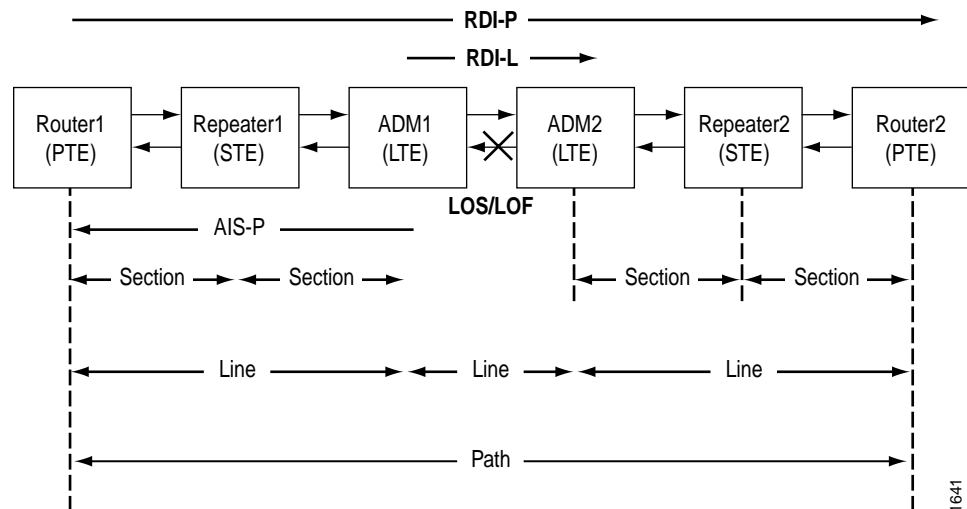 RDI-P
RDI-L
Router1
(PTE)
Repeater1
(STE)
ADM1
(LTE)
ADM2
(LTE)
Repeater2
(STE)
Router2
(PTE)
LOS/LOF
AIS-P
Section
Section
Section
Section
Line
Line
Line
Path
1641